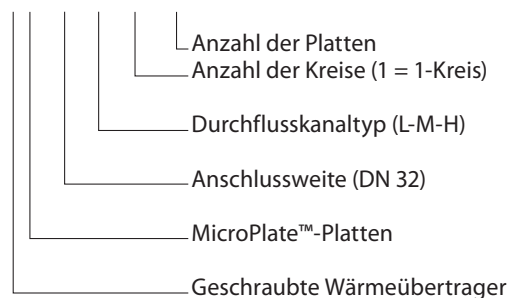 Anzahl der Platten
Anzahl der Kreise (1 = 1-Kreis)
Durchflusskanaltyp (L-M-H)
Anschlussweite (DN 32)
MicroPlate™-Platten
Geschraubte Wärmeübertrager